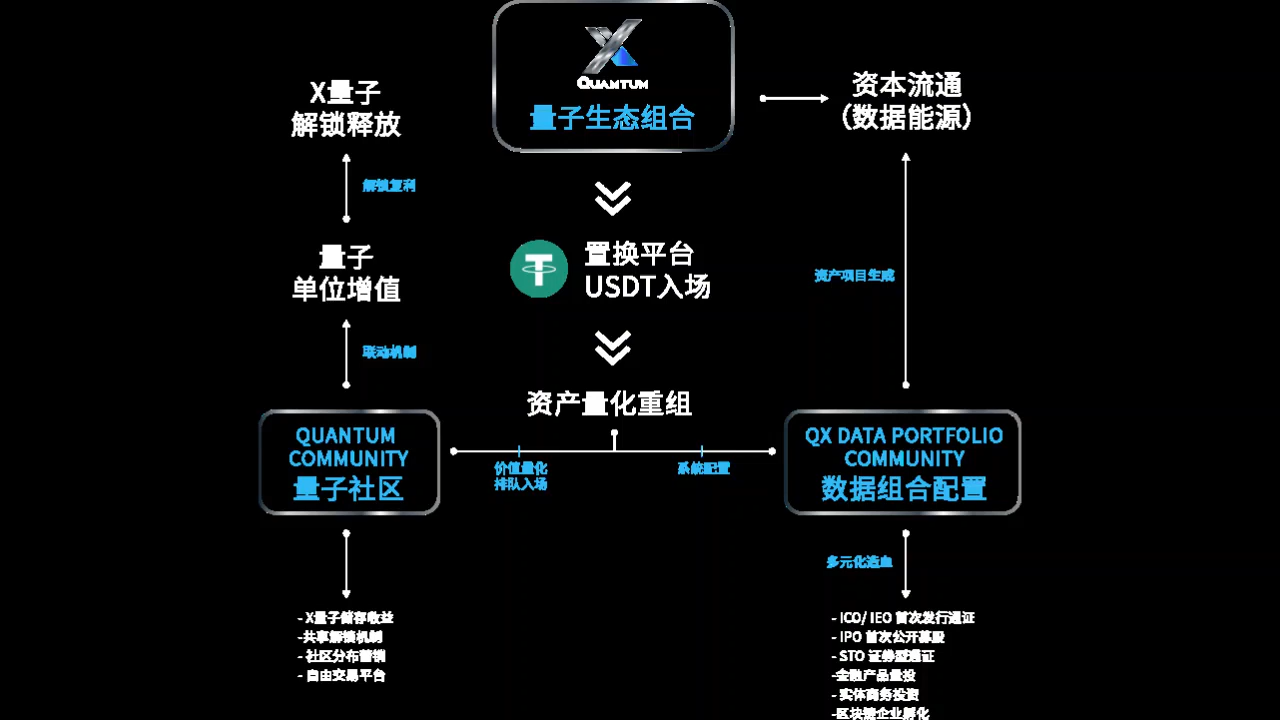 QUANTUM
量子生态组合
X量子
解锁释放
资本流通
(数据能源)
解锁复利
量子
单位增值
置换平台
USDT入场
资产项目生成
联动机制
资产量化重组
QUANTUM
COMMUNITY
量子社区
价值量化
排队入场
系统配置
QX DATA PORTFOLIO
COMMUNITY
数据组合配置
多元化造血
- X量子储存收益
-共享解锁机制
- 社区分布营销
- 自由交易平台
- ICO/ IEO 首次发行通证
- IPO 首次公开募股
- STO 证券型通证
-金融产品量投
- 实体商务投资
-区块链企业孵化